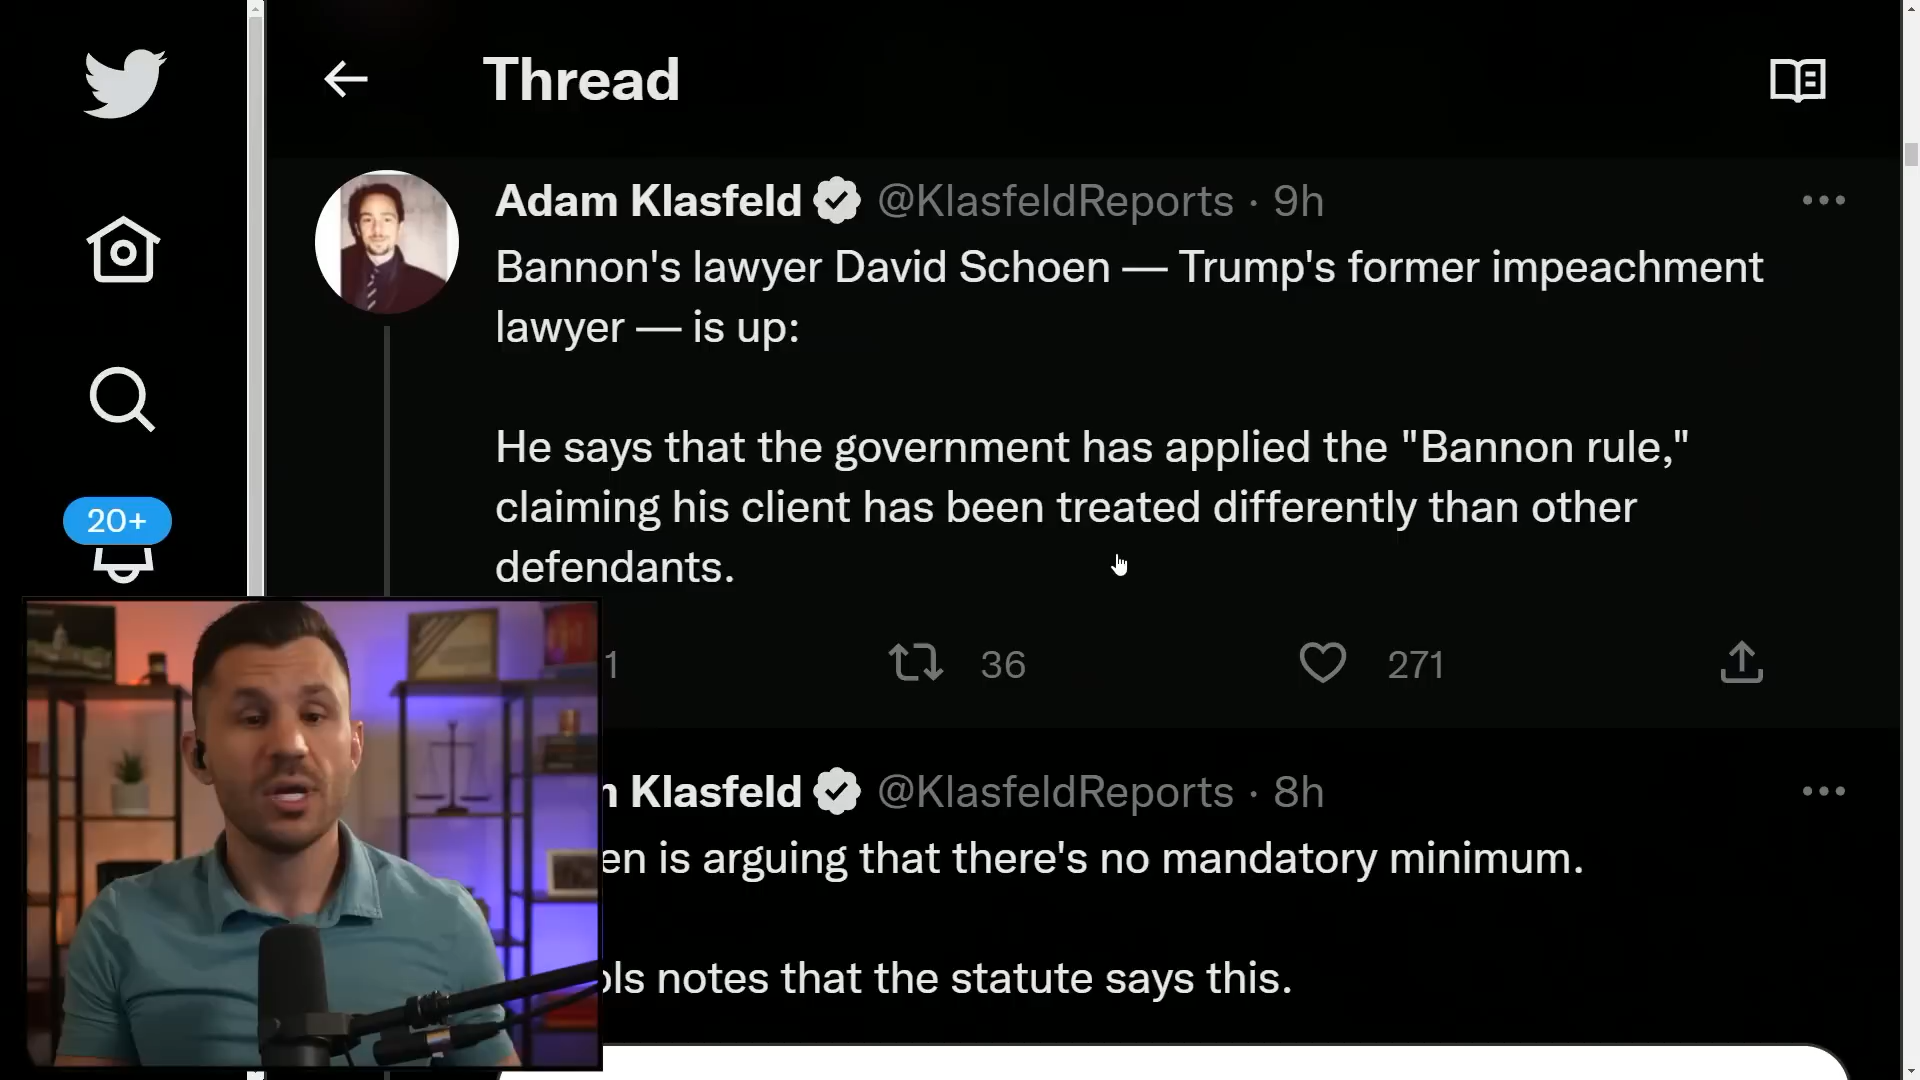 Thread
Adam Klasfeld @KlasfeldReports · 9h
Bannon's lawyer David Schoen — Trump's former impeachment
lawyer — is up:
He says that the government has applied the "Bannon rule,"
claiming his client has been treated differently than other
defendants.
20+
1 36 271
Klasfeld @KlasfeldReports · 8h
is arguing that there's no mandatory minimum.
notes that the statute says this.